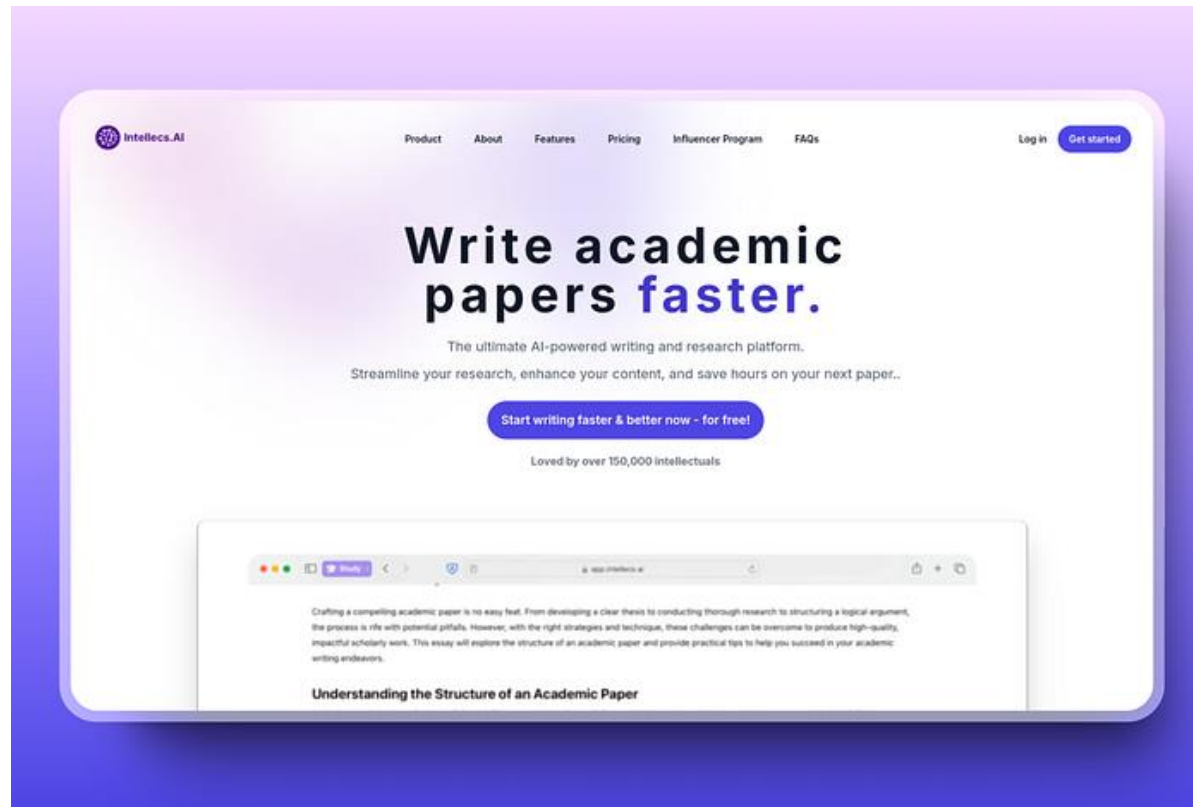 Intellecs.AI
Product About Features Pricing Influencer Program FAQs
Log in Get started
Write academic
papers faster.
The ultimate AI-powered writing and research platform.
Streamline your research, enhance your content, and save hours on your next paper..
Start writing faster & better now - for free!
Loved by over 150,000 intellectuals
Study
app.intellecs.ai
Crafting a compelling academic paper is no easy feat. From developing a clear thesis to conducting thorough research to structuring a logical argument,
the process is rife with potential pitfalls. However, with the right strategies and technique, these challenges can be overcome to produce high-quality,
impactful scholarly work. This essay will explore the structure of an academic paper and provide practical tips to help you succeed in your academic
writing endeavors.
Understanding the Structure of an Academic Paper